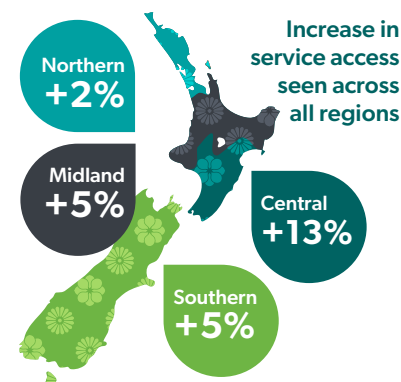 Increase in
service access
seen across
all regions
Northern
+2%
Midland
+5%
Central
+13%
Southern
+5%